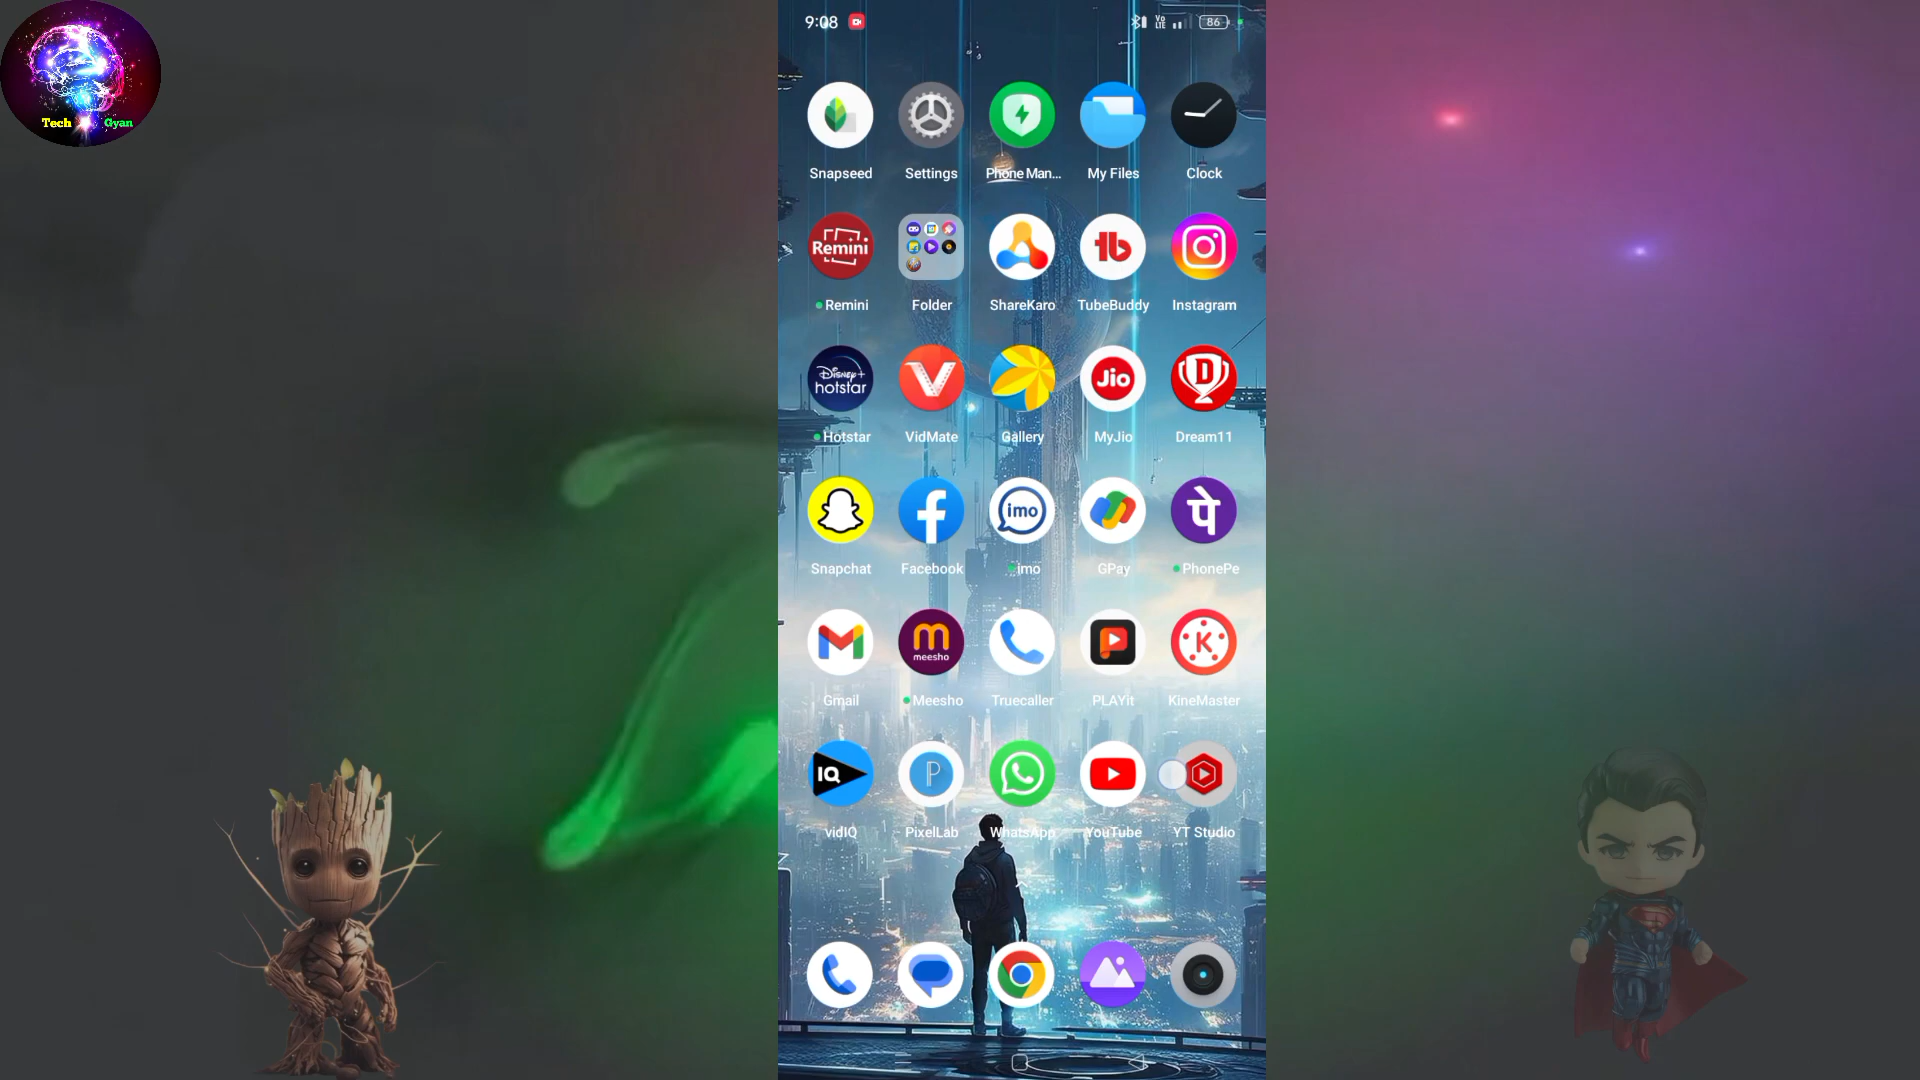 Tech Gyan
9:08 Vo LTE 86
Snapseed Settings Phone Man... My Files Clock
Remini
Remini Folder ShareKaro TubeBuddy Instagram
Disney+ hotstar Jio D
Hotstar VidMate Gallery MyJio Dream11
imo पे
Snapchat Facebook imo GPay PhonePe
meesho K
Gmail Meesho Truecaller PLAYit KineMaster
IQ P
vidIQ PixelLab WhatsApp YouTube YT Studio